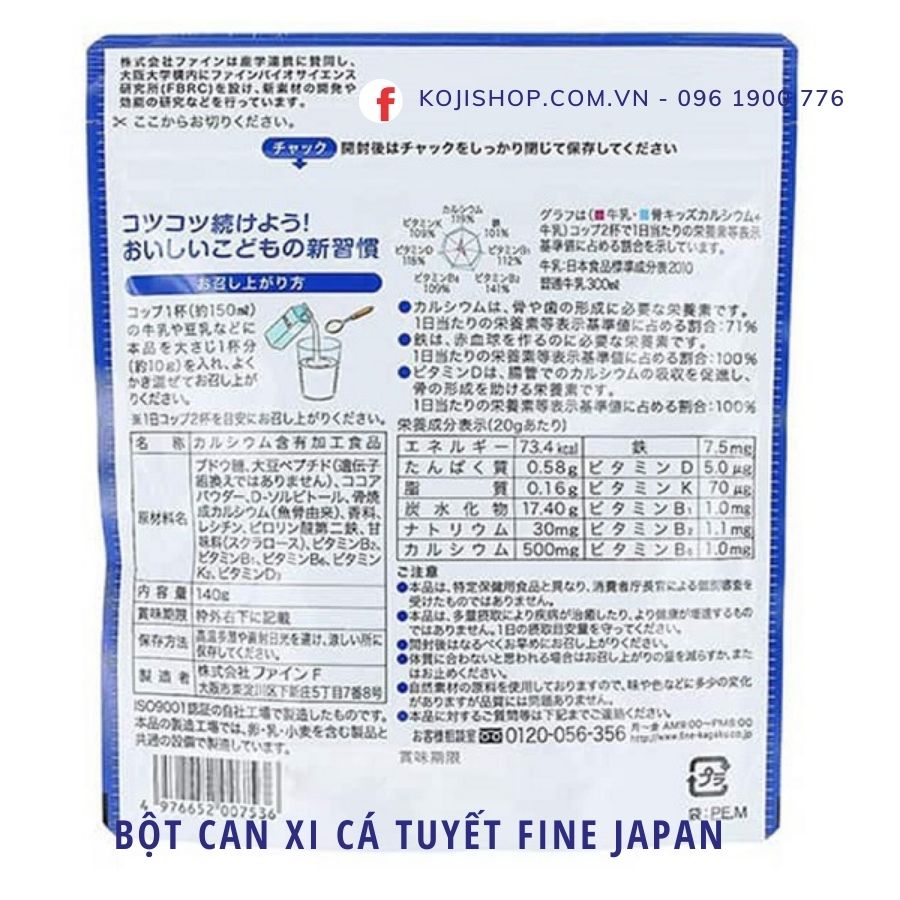 株式会社ファインは産学連携に賛同し、
大阪大学構内にファインバイオサイエンス
研究所(FBRC)を設け、新素材の開発や
効能の研究などを行っています。
KOJISHOP.COM.VN - 096 1900 776
✂ ここからお切りください。
チャック 開封後はチャックをしっかり閉じて保存してください
コツコツ続けよう!
おいしいこどもの新習慣
お召し上がり方
コップ1杯(約150㎖)
の牛乳や豆乳などに
本品を大さじ1杯分
(約10g)を入れ、よく
かき混ぜてお召し上が
りください。
※1日コップ2杯を目安にお召し上がりください。
カルシウム
119%
鉄
101%
ビタミンB₁
112%
ビタミンB₂
141%
ビタミンB₆
109%
ビタミンD
116%
ビタミンK
109%
グラフは(■牛乳・■骨キッズカルシウム+
牛乳)コップ2杯で1日当たりの栄養素等表示
基準値に占める割合を示しています。
牛乳:日本食品標準成分表2010
普通牛乳300㎖
●カルシウムは、骨や歯の形成に必要な栄養素です。
1日当たりの栄養素等表示基準値に占める割合:71%
●鉄は、赤血球を作るのに必要な栄養素です。
1日当たりの栄養素等表示基準値に占める割合:100%
●ビタミンDは、腸管でのカルシウムの吸収を促進し、
骨の形成を助ける栄養素です。
1日当たりの栄養素等表示基準値に占める割合:100%
栄養成分表示(20gあたり)
エネルギー 73.4kcal 鉄 7.5mg
たんぱく質 0.58g ビタミンD 5.0μg
脂質 0.16g ビタミンK 70μg
炭水化物 17.40g ビタミンB₁ 1.0mg
ナトリウム 30mg ビタミンB₂ 1.1mg
カルシウム 500mg ビタミンB₆ 1.0mg
名称 カルシウム含有加工食品
原材料名 ブドウ糖、大豆ペプチド(遺伝子
組換えではありません)、ココア
パウダー、D-ソルビトール、骨焼
成カルシウム(魚骨由来)、香料、
レシチン、ピロリン酸第二鉄、甘
味料(スクラロース)、ビタミンB₂、
ビタミンB₁、ビタミンB₆、ビタミン
K₂、ビタミンD₃
内容量 140g
賞味期限 枠外右下に記載
保存方法 高温多湿や直射日光を避け、涼しい所に
保存してください。
製造者 株式会社ファインF
大阪市東淀川区下新庄5丁目7番8号
ISO9001認証の自社工場で製造したものです。
本品の製造工場では、卵・乳・小麦を含む製品と
共通の設備で製造しています。
ご注意
●本品は、特定保健用食品と異なり、消費者庁長官による個別審査を
受けたものではありません。
●本品は、多量摂取により疾病が治癒したり、より健康が増進するもの
ではありません。1日の摂取目安量を守ってください。
●開封後はなるべくお早めにお召し上がりください。
●体質に合わないと思われる場合はお召し上がりの量を減らすか、また
はお止めください。
●自然素材の原料を使用しておりますので、味や色などに多少の変化
がありますが品質には問題ありません。
●本品に対するご質問等は下記までご連絡ください。
お客様相談室 0120-056-356 月〜金 AM9:00〜PM6:00
http://www.fine-kagaku.co.jp
賞味期限
4 976652 007536
プラ
袋:PE,M
BỘT CAN XI CÁ TUYẾT FINE JAPAN